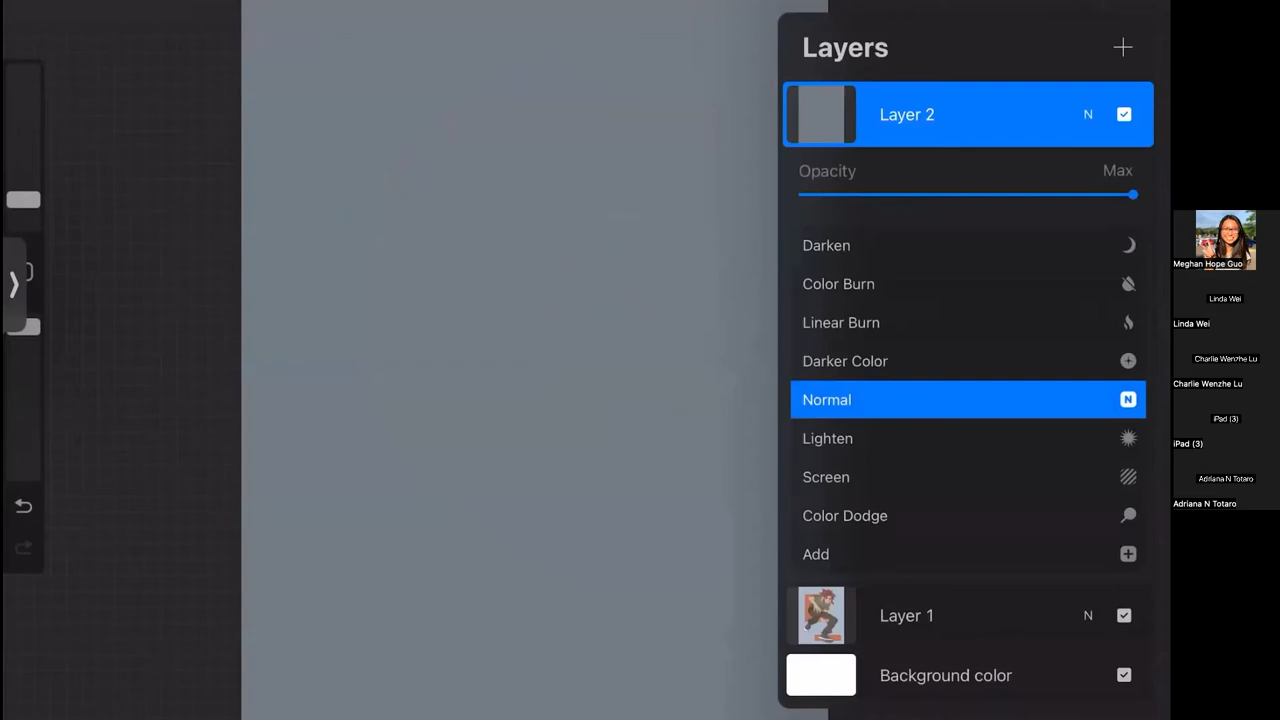 Layers
Layer 2 N
Opacity Max
Darken
Color Burn
Linear Burn
Darker Color
Normal N
Lighten
Screen
Color Dodge
Add
Layer 1 N
Background color
Meghan Hope Guo
Linda Wei
Linda Wei
Charlie Wenzhe Lu
Charlie Wenzhe Lu
iPad (3)
iPad (3)
Adriana N Totaro
Adriana N Totaro